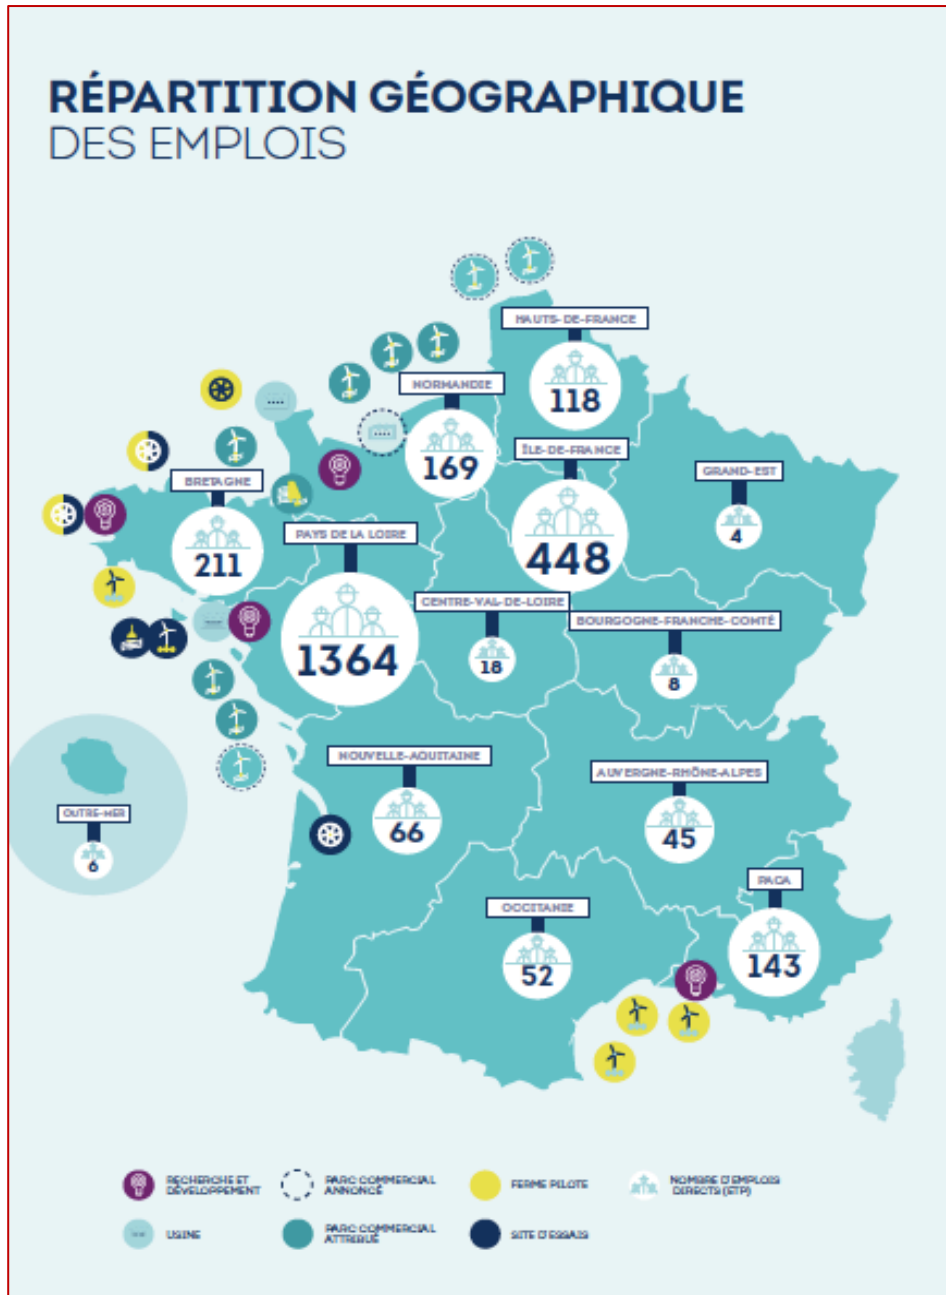 RÉPARTITION GÉOGRAPHIQUE
DES EMPLOIS
HAUTS-DE-FRANCE
118
NORMANDIE
169
ÎLE-DE-FRANCE
448
GRAND-EST
4
BRETAGNE
211
PAYS DE LA LOIRE
1364
CENTRE-VAL-DE-LOIRE
18
BOURGOGNE-FRANCHE-COMTÉ
8
NOUVELLE-AQUITAINE
66
AUVERGNE-RHÔNE-ALPES
45
OUTRE-MER
6
OCCITANIE
52
PACA
143
RECHERCHE ET
DÉVELOPPEMENT
PARC COMMERCIAL
ANNONCÉ
FERME PILOTE
NOMBRE D'EMPLOIS
DIRECTS (ETP)
USINE
PARC COMMERCIAL
ATTRIBUÉ
SITE D'ESSAIS